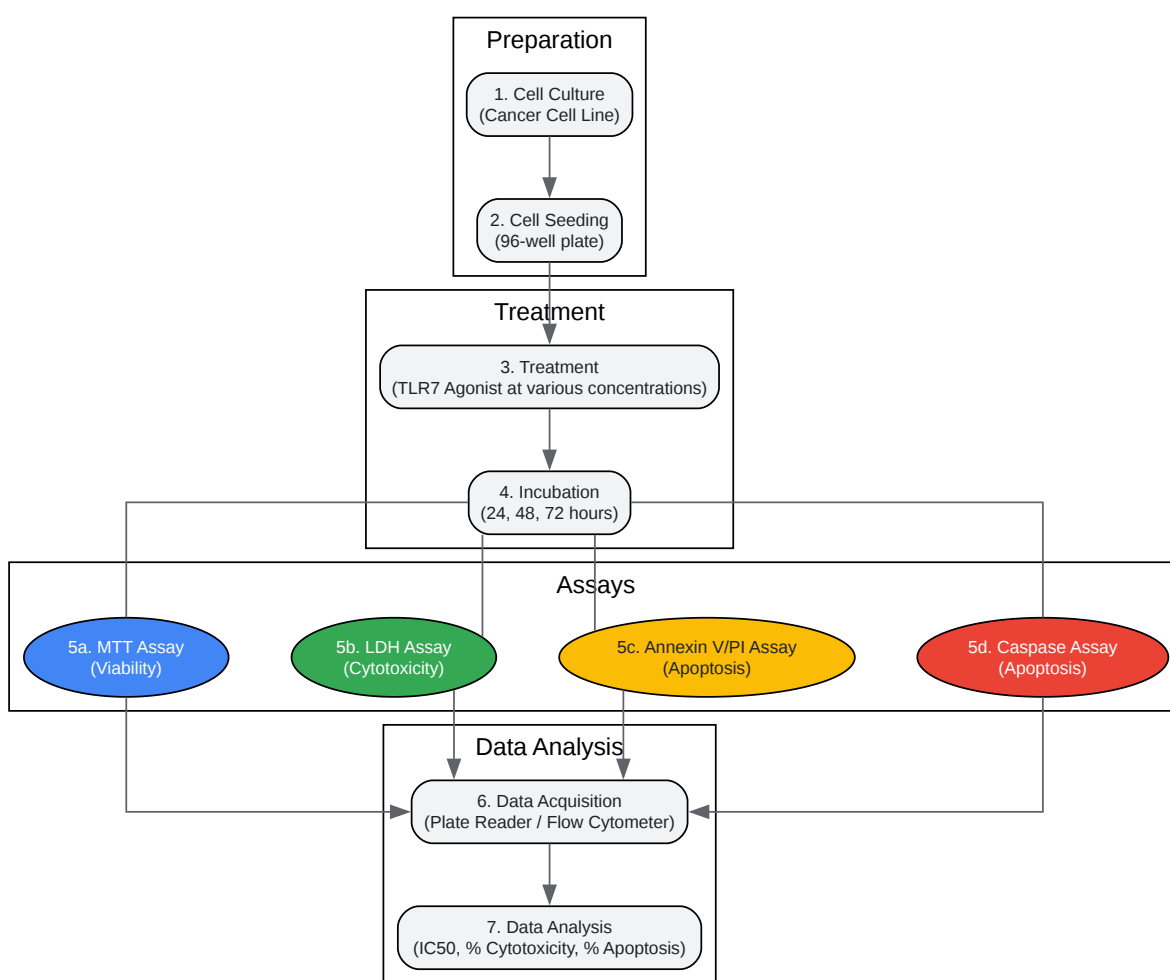 Preparation
1. Cell Culture
(Cancer Cell Line)
2. Cell Seeding
(96-well plate)
Treatment
3. Treatment
(TLR7 Agonist at various concentrations)
4. Incubation
(24, 48, 72 hours)
Assays
5a. MTT Assay
(Viability)
5b. LDH Assay
(Cytotoxicity)
5c. Annexin V/PI Assay
(Apoptosis)
5d. Caspase Assay
(Apoptosis)
Data Analysis
6. Data Acquisition
(Plate Reader / Flow Cytometer)
7. Data Analysis
(IC50, % Cytotoxicity, % Apoptosis)